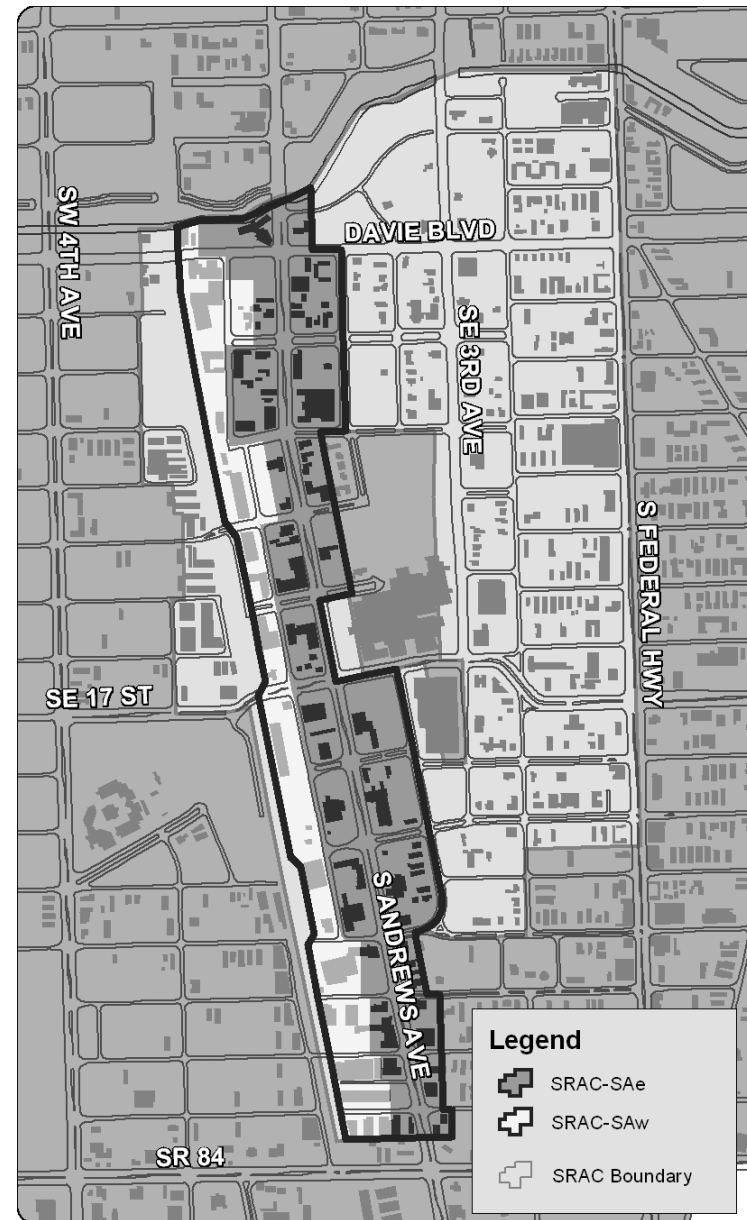 SW 4TH AVE
DAVIE BLVD
SE 3RD AVE
S FEDERAL HWY
SE 17 ST
S ANDREWS AVE
SR 84
Legend
SRAC-SAe
SRAC-SAw
SRAC Boundary